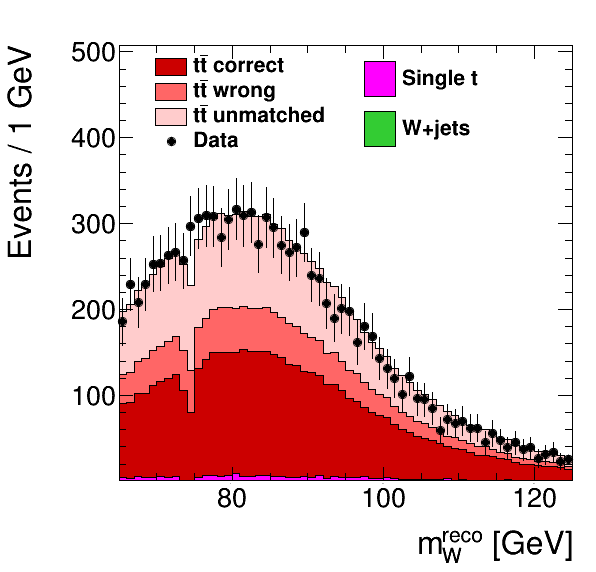 Events / 1 GeV
500
400
300
200
100
tt̄ correct
tt̄ wrong
tt̄ unmatched
Data
Single t
W+jets
80
100
120
m_W^reco [GeV]